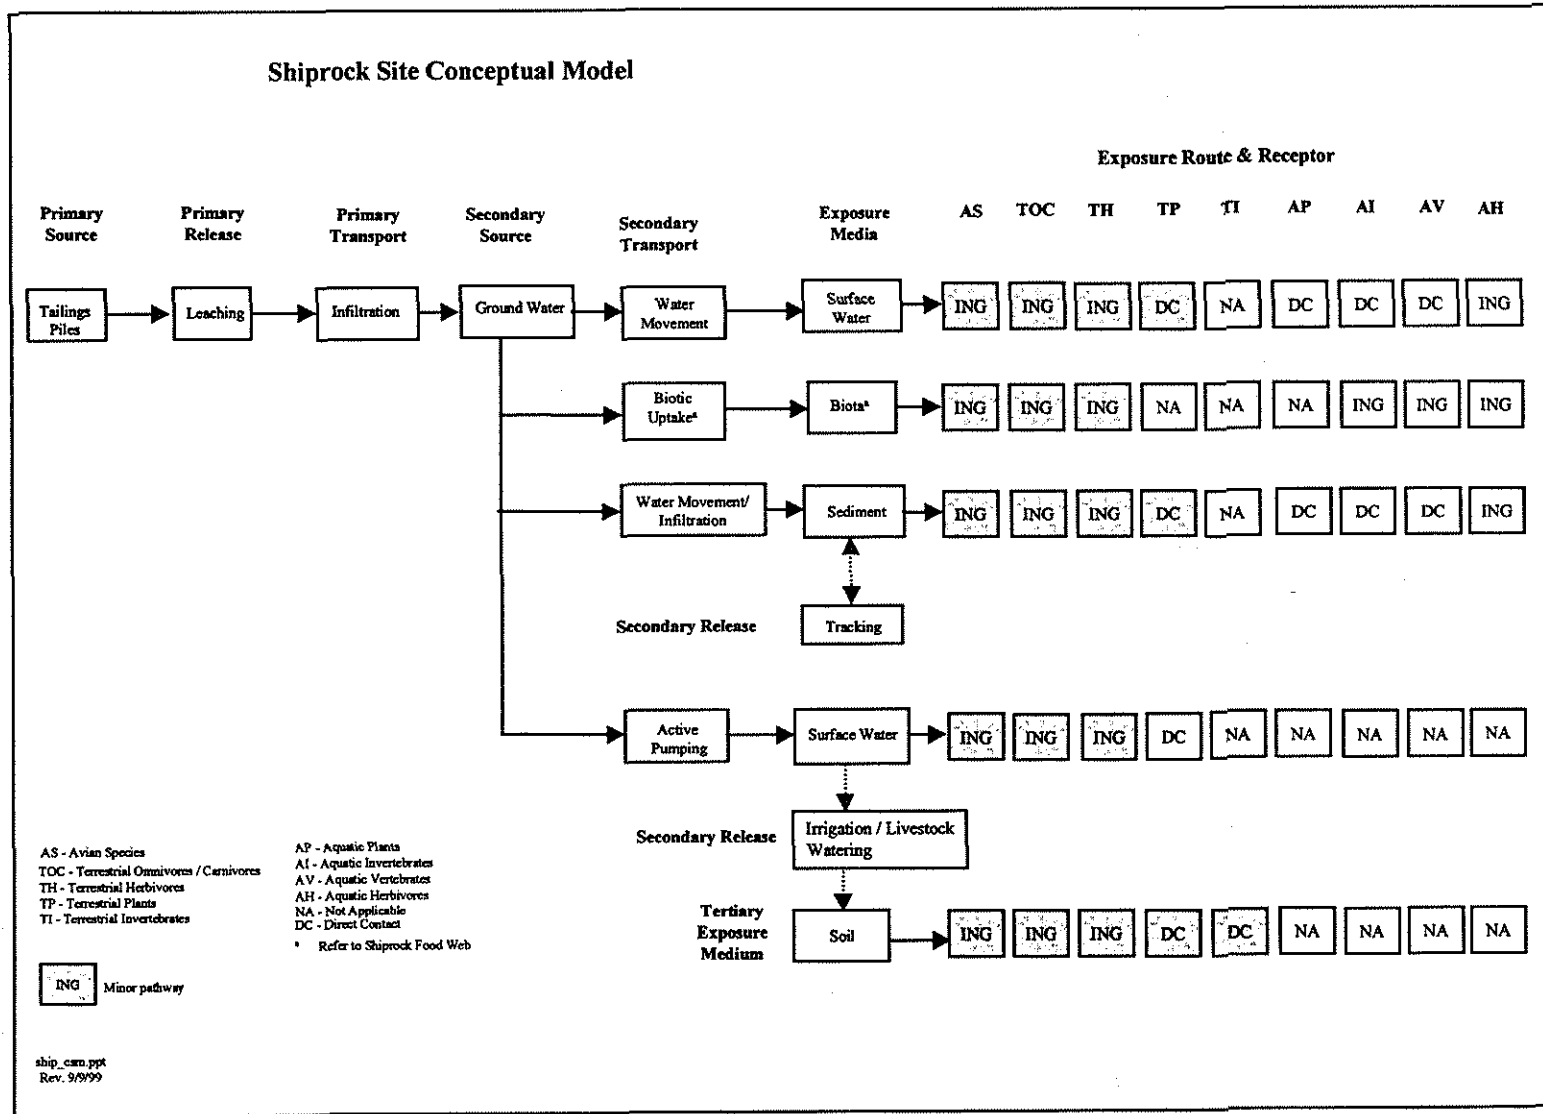 Shiprock Site Conceptual Model
Exposure Route & Receptor
Primary
Source
Primary
Release
Primary
Transport
Secondary
Source
Secondary
Transport
Exposure
Media
AS TOC TH TP TI AP AI AV AH
Tailings
Piles
Leaching
Infiltration
Ground Water
Water
Movement
Surface
Water
ING ING ING DC NA DC DC DC ING
Biotic
Uptakeª
Biotaª
ING ING ING NA NA NA ING ING ING
Water Movement/
Infiltration
Sediment
ING ING ING DC NA DC DC DC ING
Secondary Release
Tracking
Active
Pumping
Surface Water
ING ING ING DC NA NA NA NA NA
Secondary Release
Irrigation / Livestock
Watering
Tertiary
Exposure
Medium
Soil
ING ING ING DC DC NA NA NA NA
AS - Avian Species
TOC - Terrestrial Omnivores / Carnivores
TH - Terrestrial Herbivores
TP - Terrestrial Plants
TI - Terrestrial Invertebrates
AP - Aquatic Plants
AI - Aquatic Invertebrates
AV - Aquatic Vertebrates
AH - Aquatic Herbivores
NA - Not Applicable
DC - Direct Contact
ª Refer to Shiprock Food Web
ING Minor pathway
ship_csm.ppt
Rev. 9/9/99